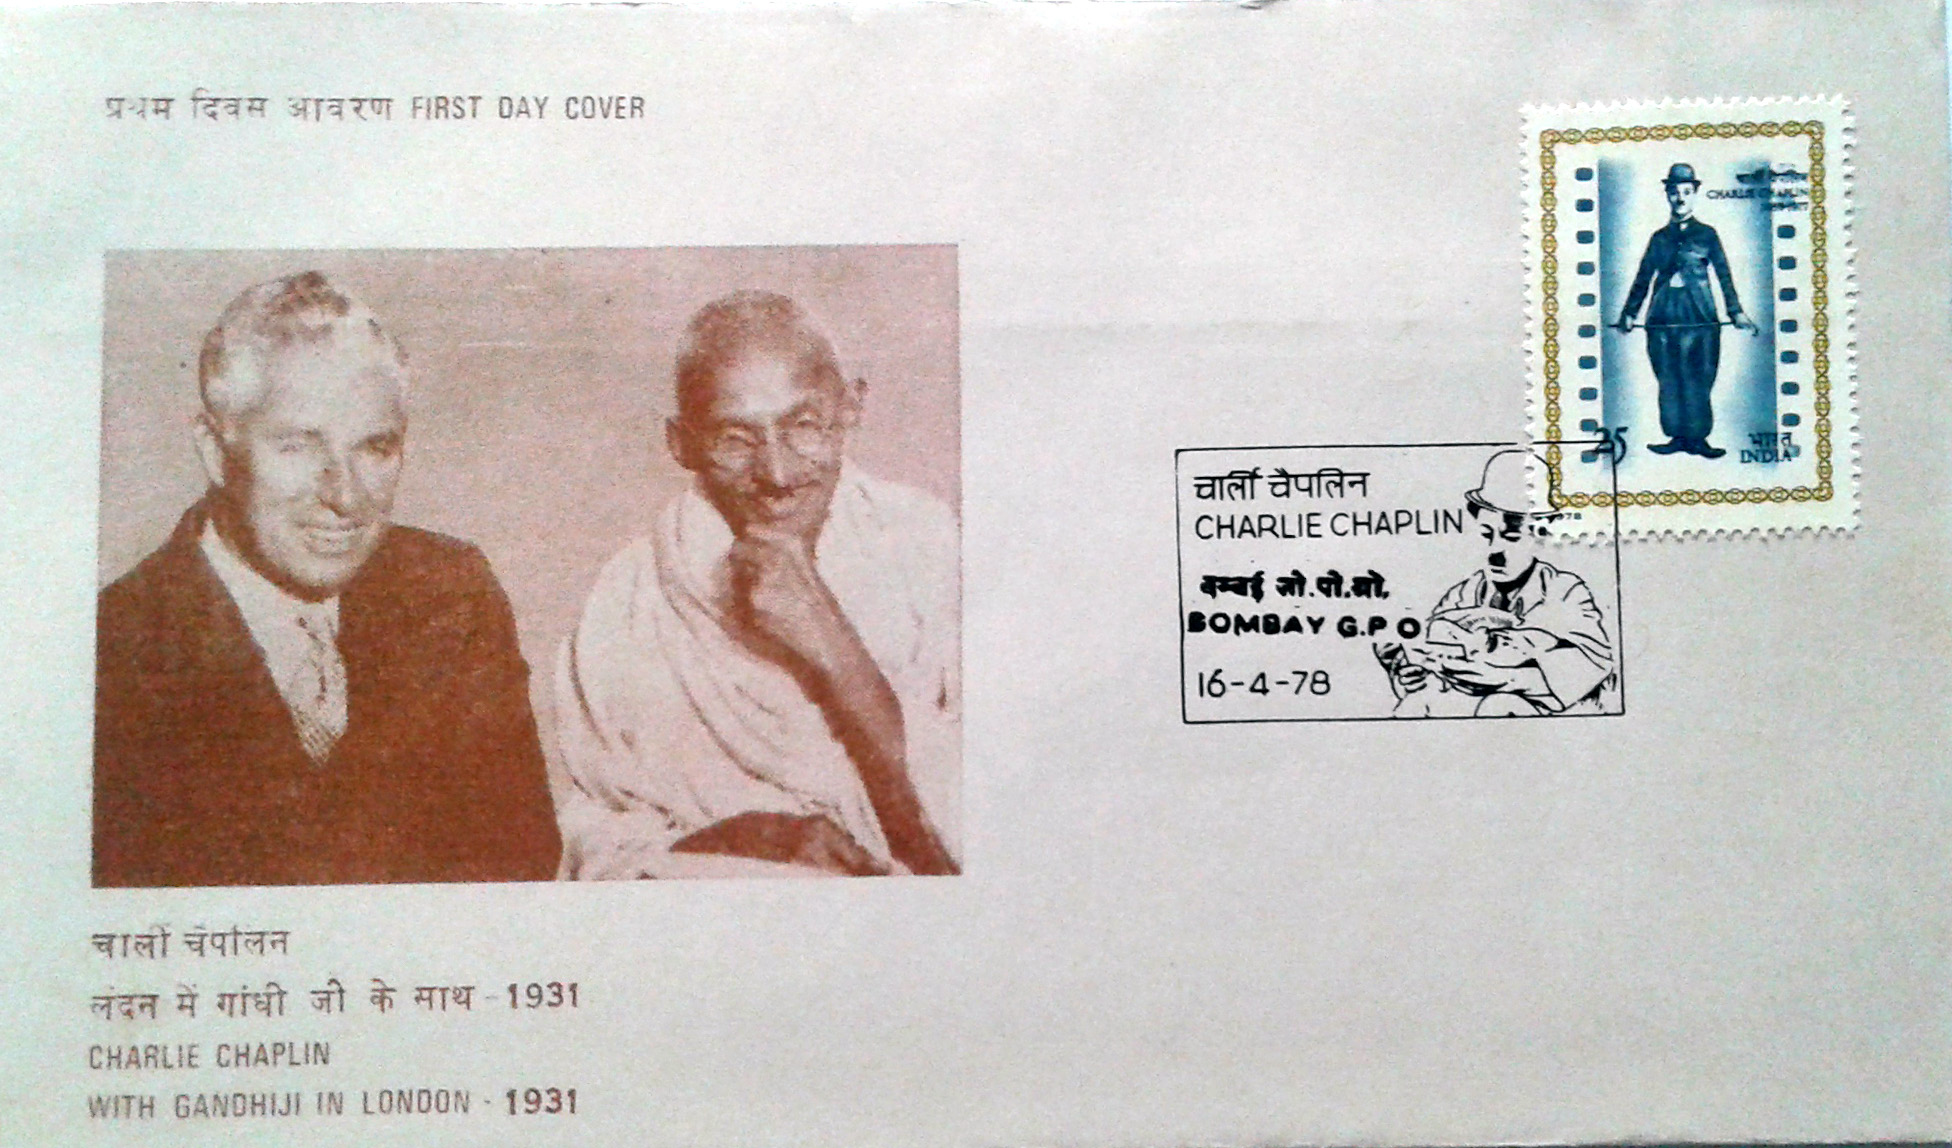 प्रथम दिवस आवरण FIRST DAY COVER
चार्ली चैपलिन
CHARLIE CHAPLIN
25
भारत
INDIA
चार्ली चैपलिन
CHARLIE CHAPLIN
बम्बई जी.पी.ओ.
BOMBAY G.P O
16-4-78
चार्ली चैपलिन
लंदन में गांधी जी के साथ - 1931
CHARLIE CHAPLIN
WITH GANDHIJI IN LONDON - 1931